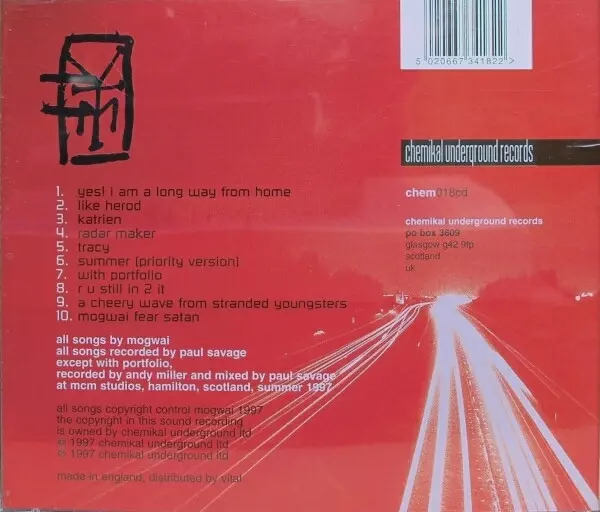 5 020667 341822 >
chemikal underground records
chem018cd
chemikal underground records
po box 3609
glasgow g42 9tp
scotland
uk
1. yes! i am a long way from home
2. like herod
3. katrien
4. radar maker
5. tracy
6. summer (priority version)
7. with portfolio
8. r u still in 2 it
9. a cheery wave from stranded youngsters
10. mogwai fear satan
all songs by mogwai
all songs recorded by paul savage
except with portfolio,
recorded by andy miller and mixed by paul savage
at mcm studios, hamilton, scotland, summer 1997
all songs copyright control mogwai 1997
the copyright in this sound recording
is owned by chemikal underground ltd
℗ 1997 chemikal underground ltd
© 1997 chemikal underground ltd
made in england, distributed by vital